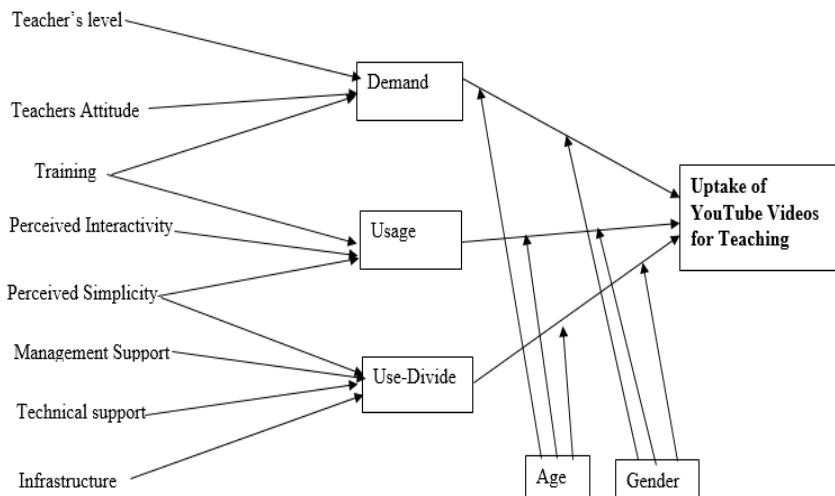 Teacher's level
Demand
Teachers Attitude
Training
Uptake of
YouTube Videos
for Teaching
Perceived Interactivity
Usage
Perceived Simplicity
Management Support
Use-Divide
Technical support
Infrastructure
Age
Gender